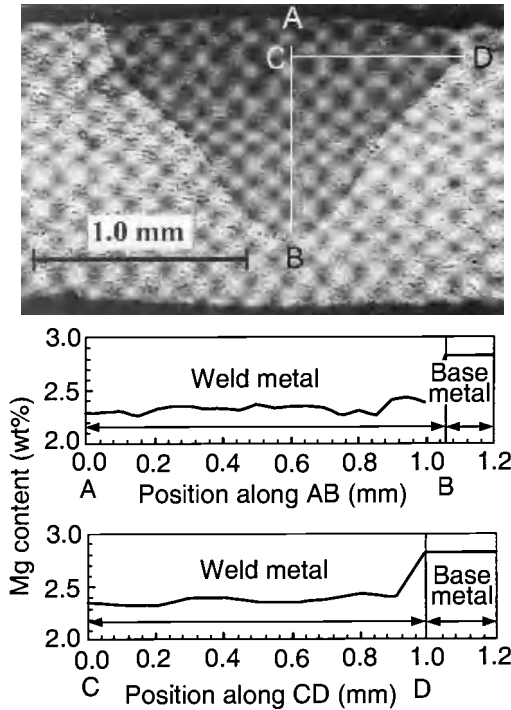 A
C D
1.0 mm
B
3.0
Weld metal
Base
metal
2.5
2.0
0.0 0.2 0.4 0.6 0.8 1.0 1.2
A Position along AB (mm) B
Mg content (wt%)
3.0
Weld metal
Base
metal
2.5
2.0
0.0 0.2 0.4 0.6 0.8 1.0 1.2
C Position along CD (mm) D